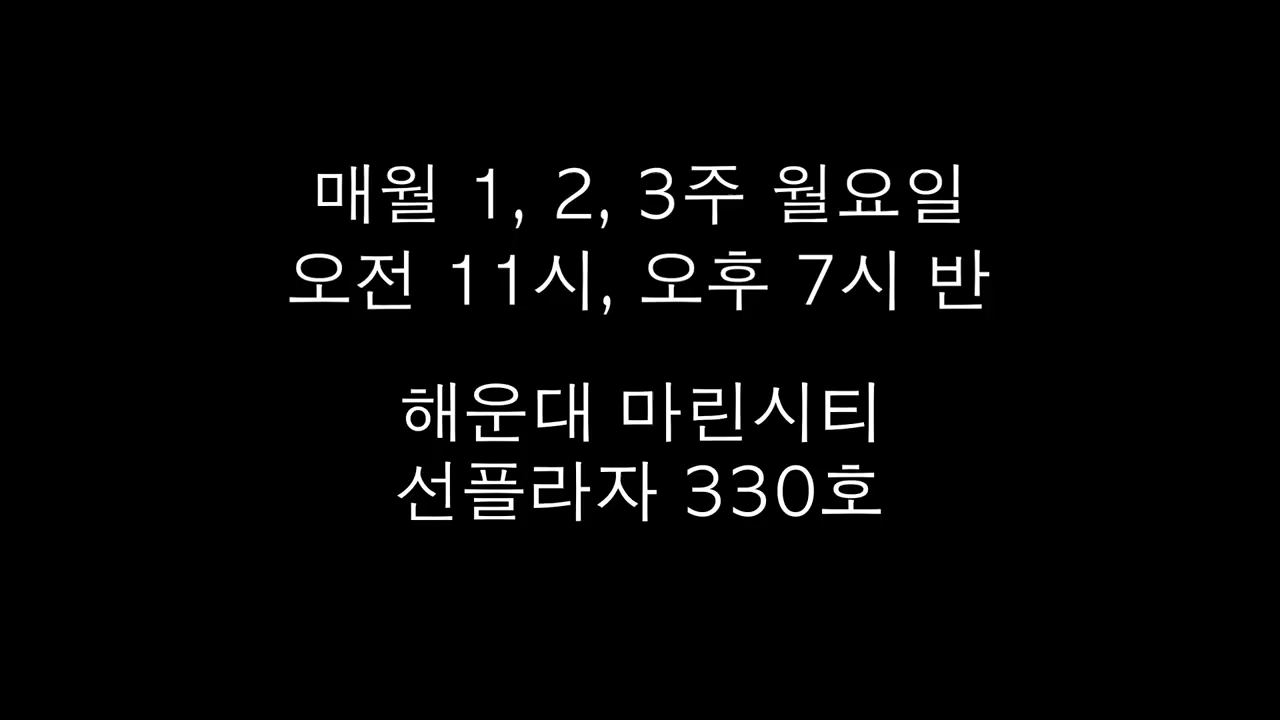 매월 1, 2, 3주 월요일
오전 11시, 오후 7시 반
해운대 마린시티
선플라자 330호